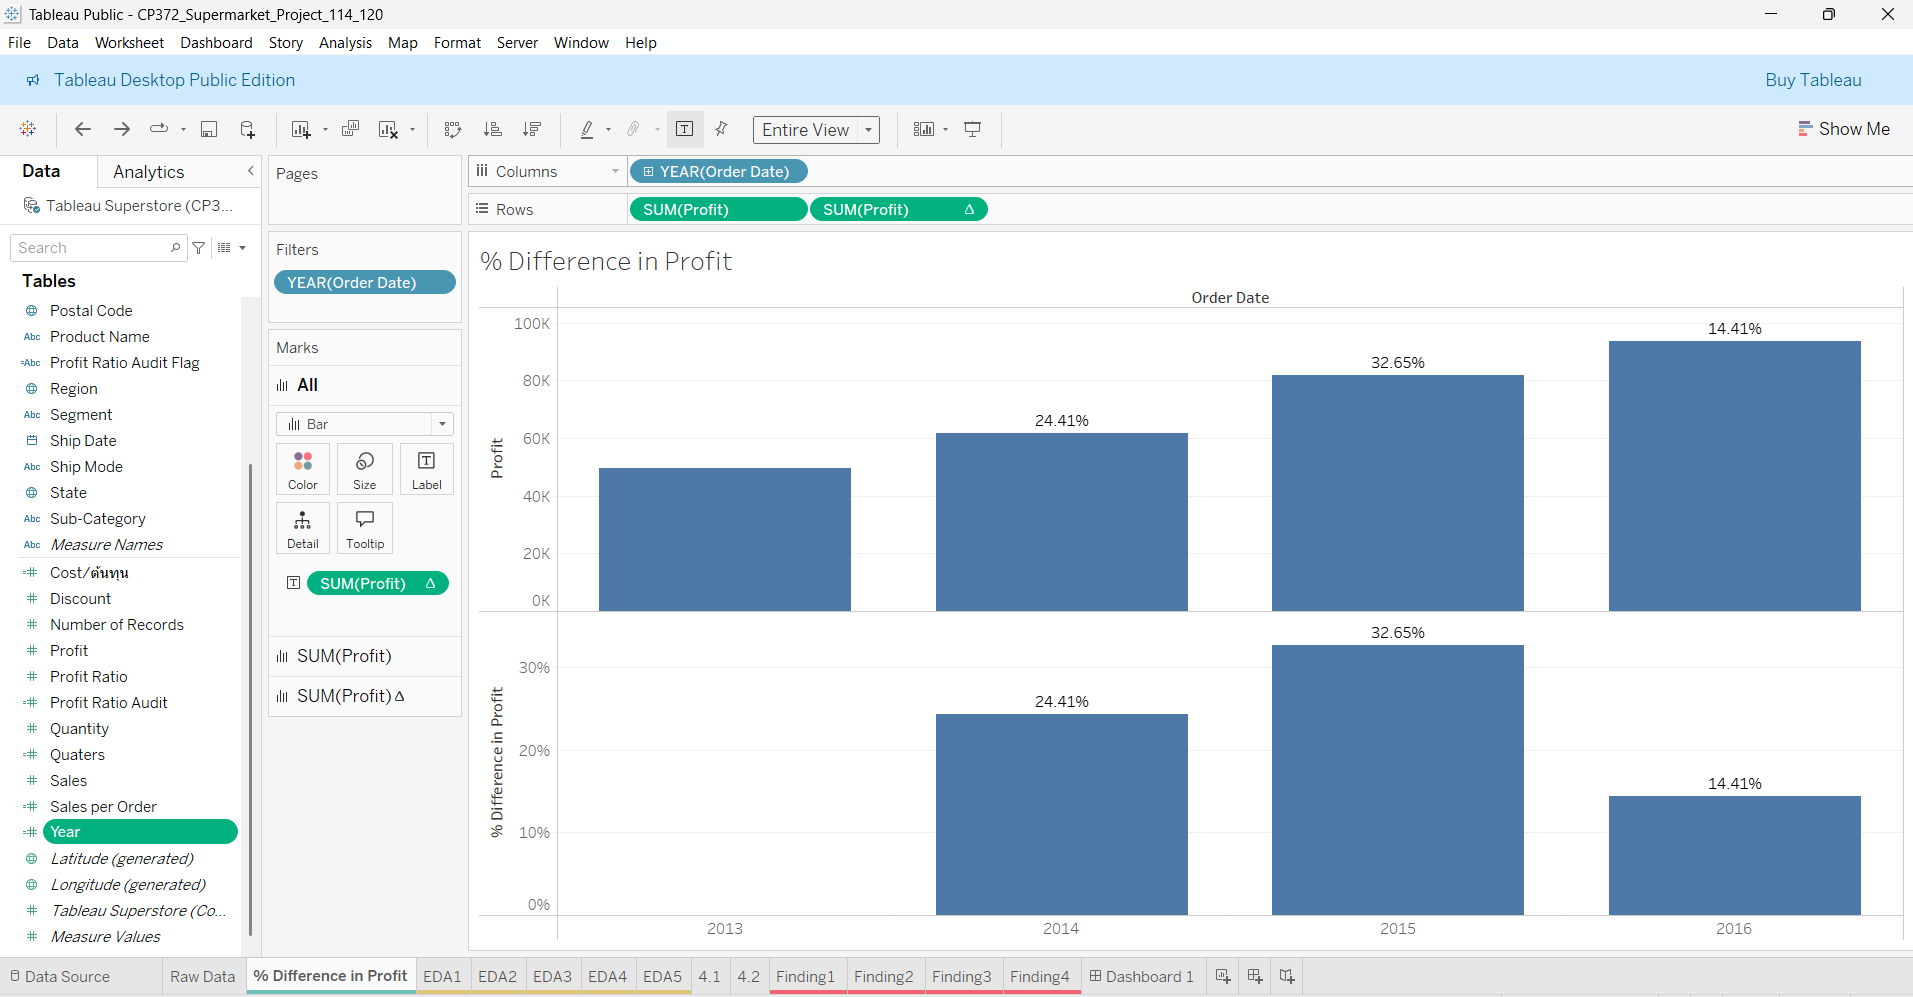 Tableau Public - CP372_Supermarket_Project_114_120
File Data Worksheet Dashboard Story Analysis Map Format Server Window Help
Tableau Desktop Public Edition
Buy Tableau
Entire View
Show Me
Data
Analytics
Tableau Superstore (CP3...
Search
Tables
Postal Code
Abc Product Name
=Abc Profit Ratio Audit Flag
Region
Abc Segment
Ship Date
Abc Ship Mode
State
Abc Sub-Category
Abc Measure Names
=# Cost/ต้นทุน
# Discount
# Number of Records
# Profit
# Profit Ratio
=# Profit Ratio Audit
# Quantity
=# Quaters
# Sales
=# Sales per Order
=# Year
Latitude (generated)
Longitude (generated)
# Tableau Superstore (Co...
# Measure Values
Pages
Filters
YEAR(Order Date)
Marks
All
Bar
Color
Size
Label
Detail
Tooltip
SUM(Profit) Δ
SUM(Profit)
SUM(Profit) Δ
Columns
YEAR(Order Date)
Rows
SUM(Profit)
SUM(Profit) Δ
% Difference in Profit
Order Date
Profit
100K
80K
60K
40K
20K
0K
24.41%
32.65%
14.41%
% Difference in Profit
30%
20%
10%
0%
24.41%
32.65%
14.41%
2013
2014
2015
2016
Data Source
Raw Data
% Difference in Profit
EDA1
EDA2
EDA3
EDA4
EDA5
4.1
4.2
Finding1
Finding2
Finding3
Finding4
Dashboard 1